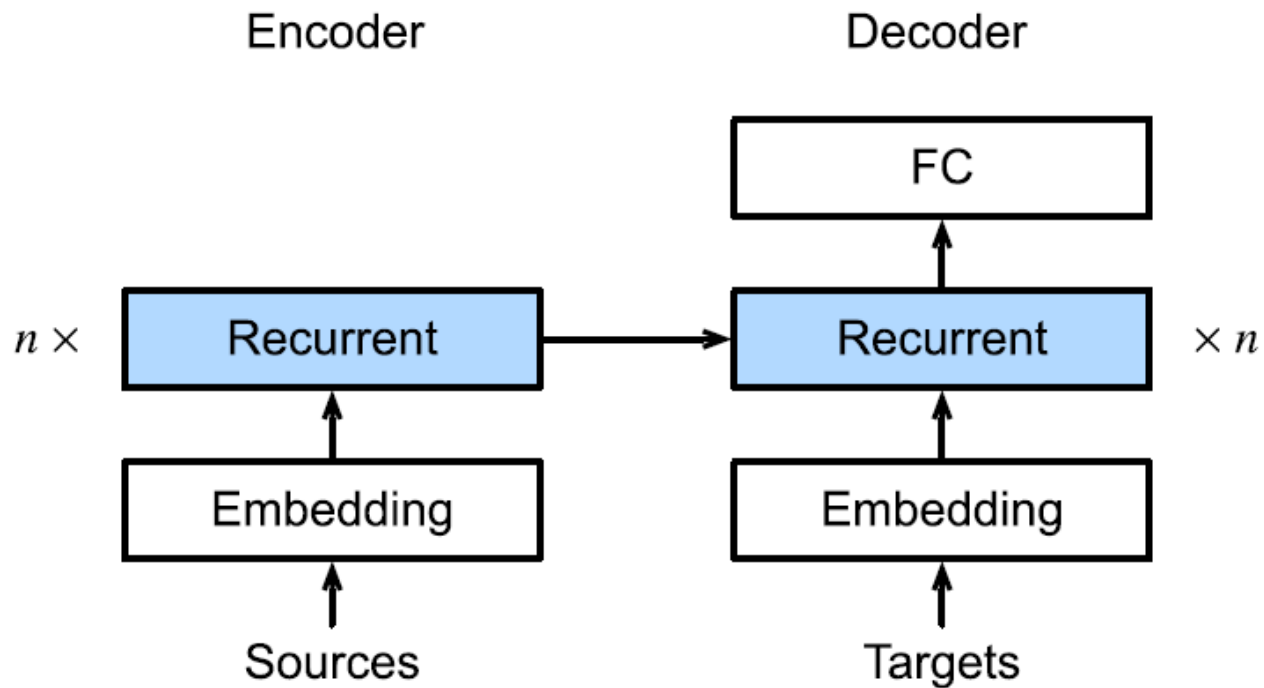 Encoder
Decoder
FC
n ×
Recurrent
Recurrent
× n
Embedding
Embedding
Sources
Targets